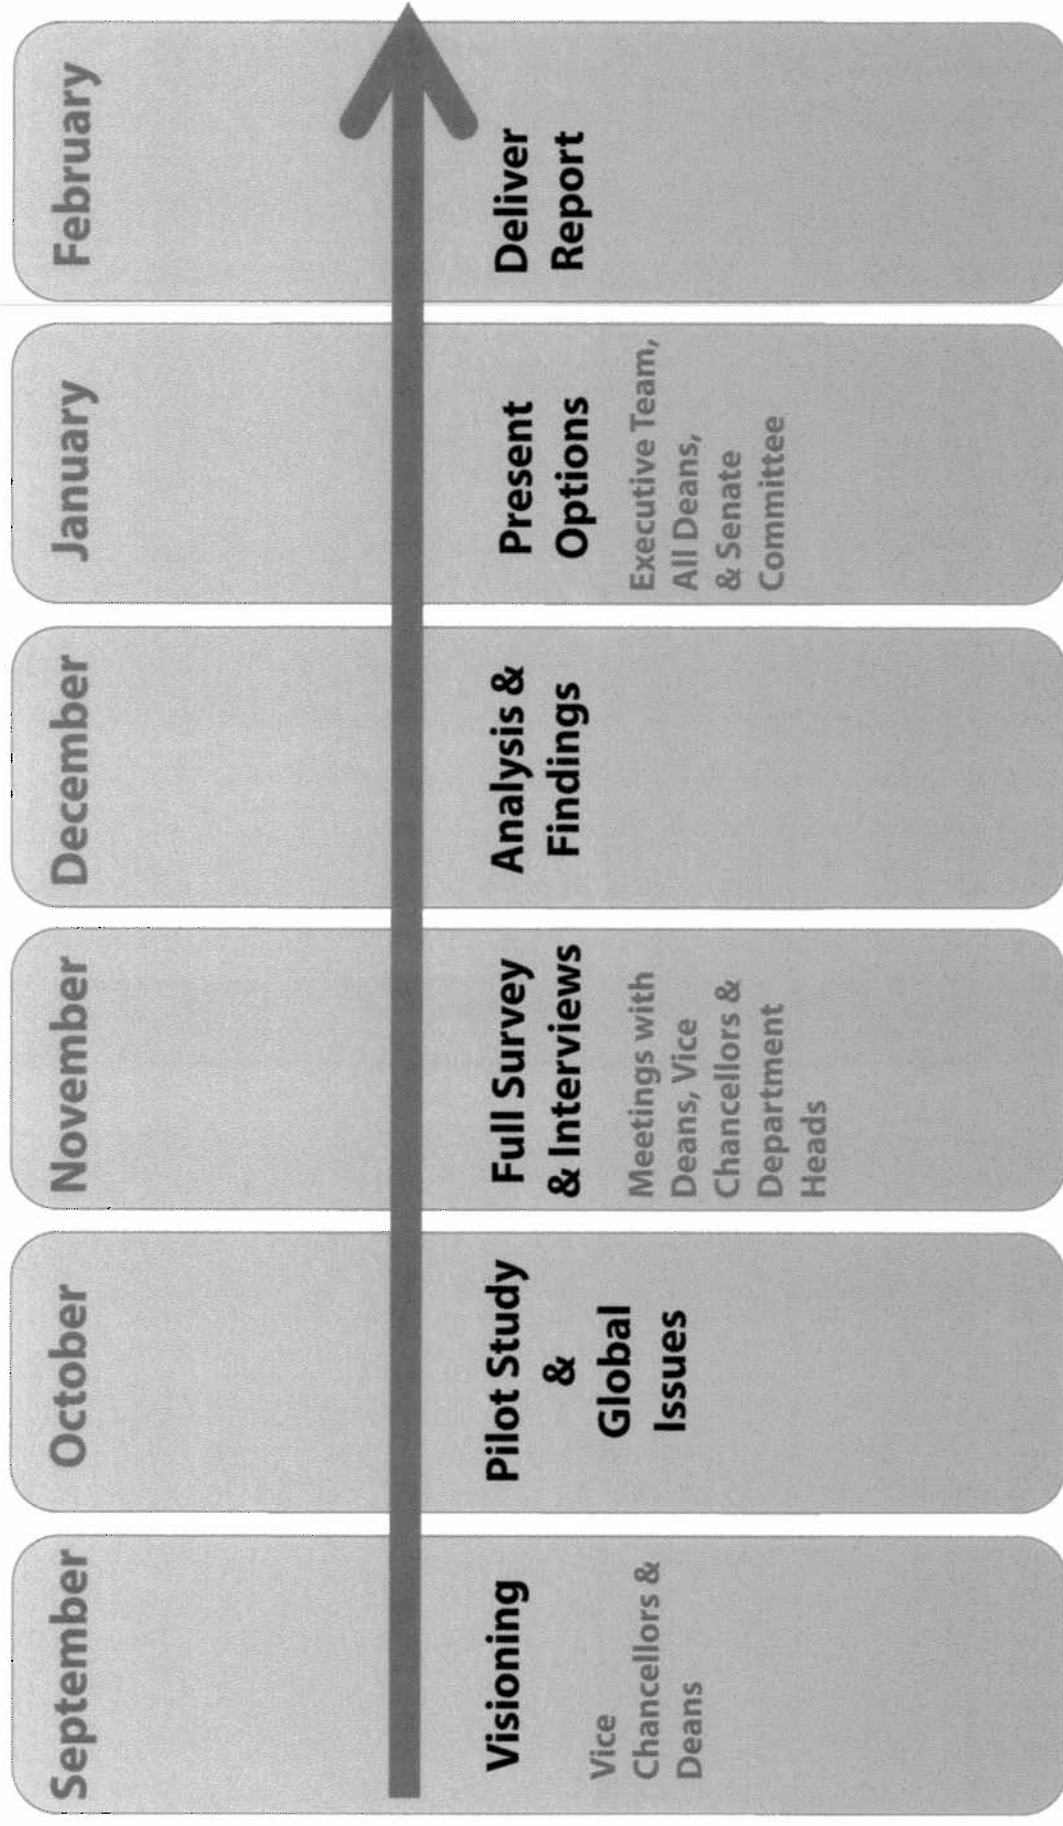 September
Visioning
Vice
Chancellors &
Deans
October
Pilot Study
&
Global
Issues
November
Full Survey
& Interviews
Meetings with
Deans, Vice
Chancellors &
Department
Heads
December
Analysis &
Findings
January
Present
Options
Executive Team,
All Deans,
& Senate
Committee
February
Deliver
Report